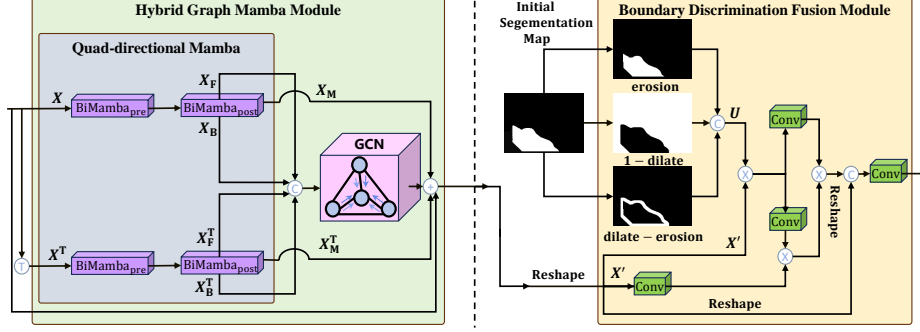 Hybrid Graph Mamba Module
Quad-directional Mamba
X
BiMamba_pre
BiMamba_post
X_F
X_B
X_M
GCN
C
+
T
X^T
BiMamba_pre
BiMamba_post
X_F^T
X_B^T
X_M^T
Initial
Segementation
Map
Boundary Discrimination Fusion Module
erosion
1 − dilate
dilate − erosion
C
U
X
X'
Reshape
X'
Conv
Conv
Conv
X
X
Reshape
C
Conv
Reshape